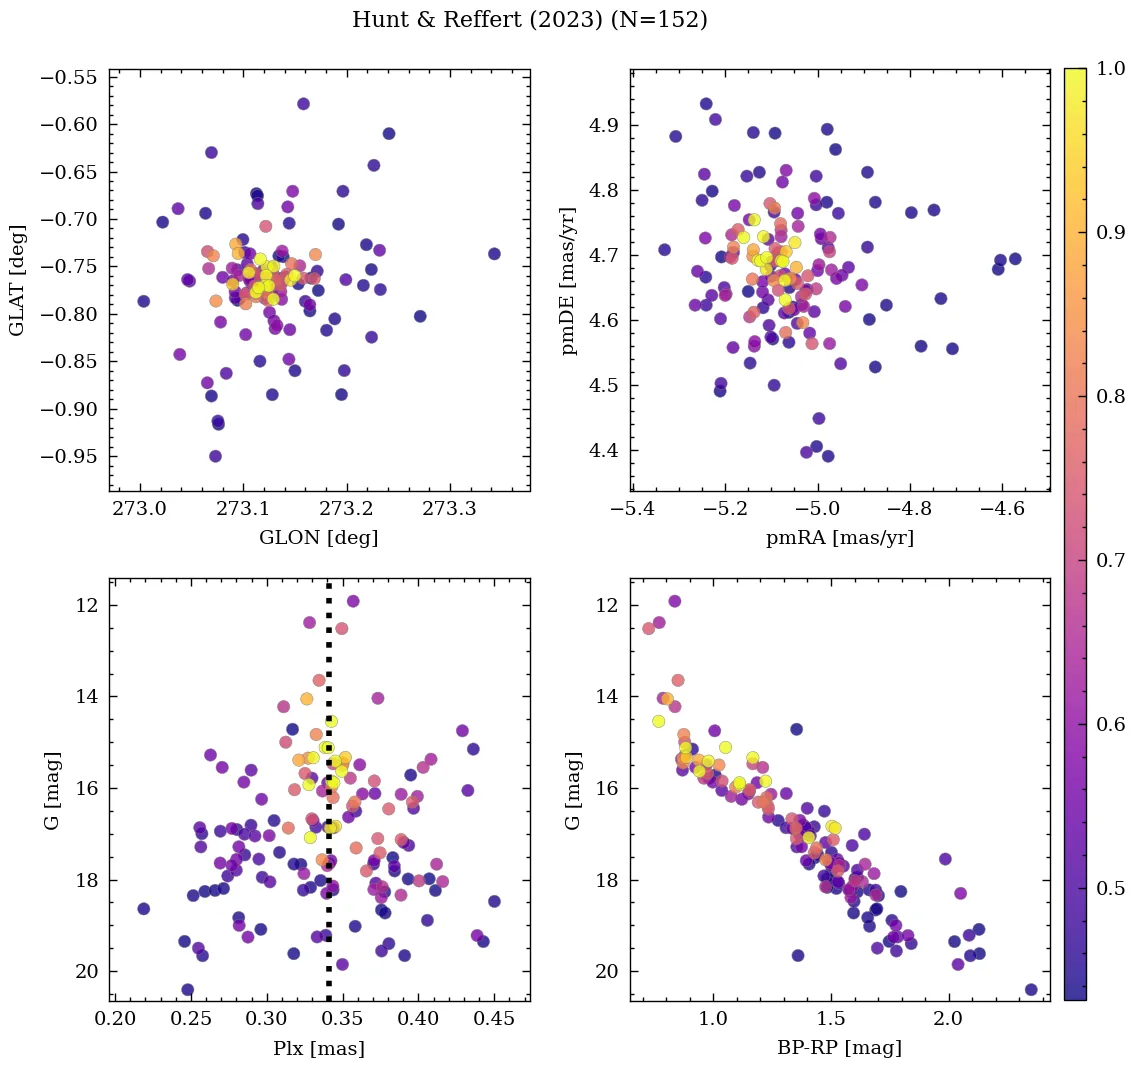 Hunt & Reffert (2023) (N=152)
−0.55
−0.60
−0.65
−0.70
−0.75
−0.80
−0.85
−0.90
−0.95
GLAT [deg]
273.0 273.1 273.2 273.3
GLON [deg]
4.9
4.8
4.7
4.6
4.5
4.4
pmDE [mas/yr]
−5.4 −5.2 −5.0 −4.8 −4.6
pmRA [mas/yr]
12
14
16
18
20
G [mag]
0.20 0.25 0.30 0.35 0.40 0.45
Plx [mas]
12
14
16
18
20
G [mag]
1.0 1.5 2.0
BP-RP [mag]
1.0
0.9
0.8
0.7
0.6
0.5